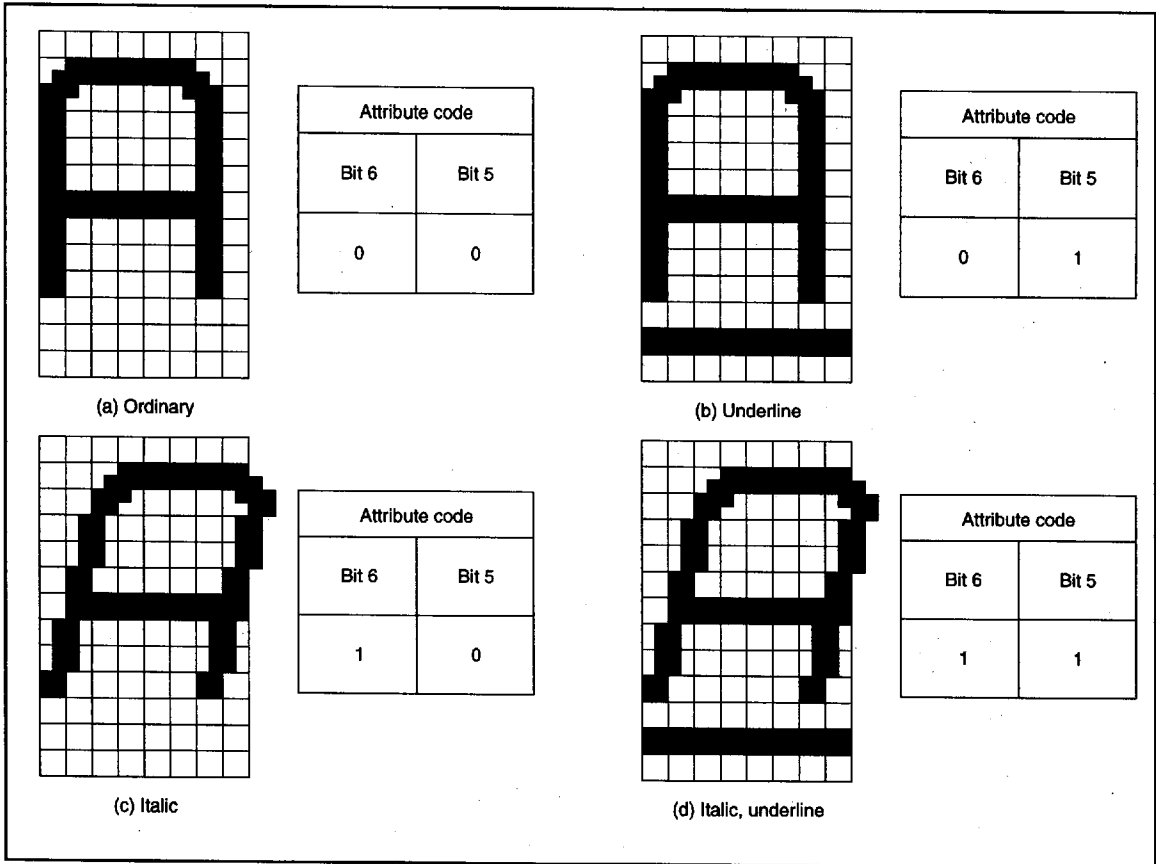 Attribute code
Bit 6 Bit 5
0 0
(a) Ordinary
Attribute code
Bit 6 Bit 5
0 1
(b) Underline
Attribute code
Bit 6 Bit 5
1 0
(c) Italic
Attribute code
Bit 6 Bit 5
1 1
(d) Italic, underline